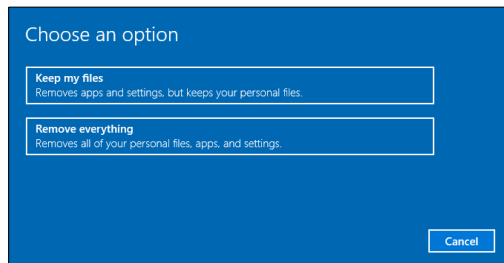 Choose an option
Keep my files
Removes apps and settings, but keeps your personal files.
Remove everything
Removes all of your personal files, apps, and settings.
Cancel